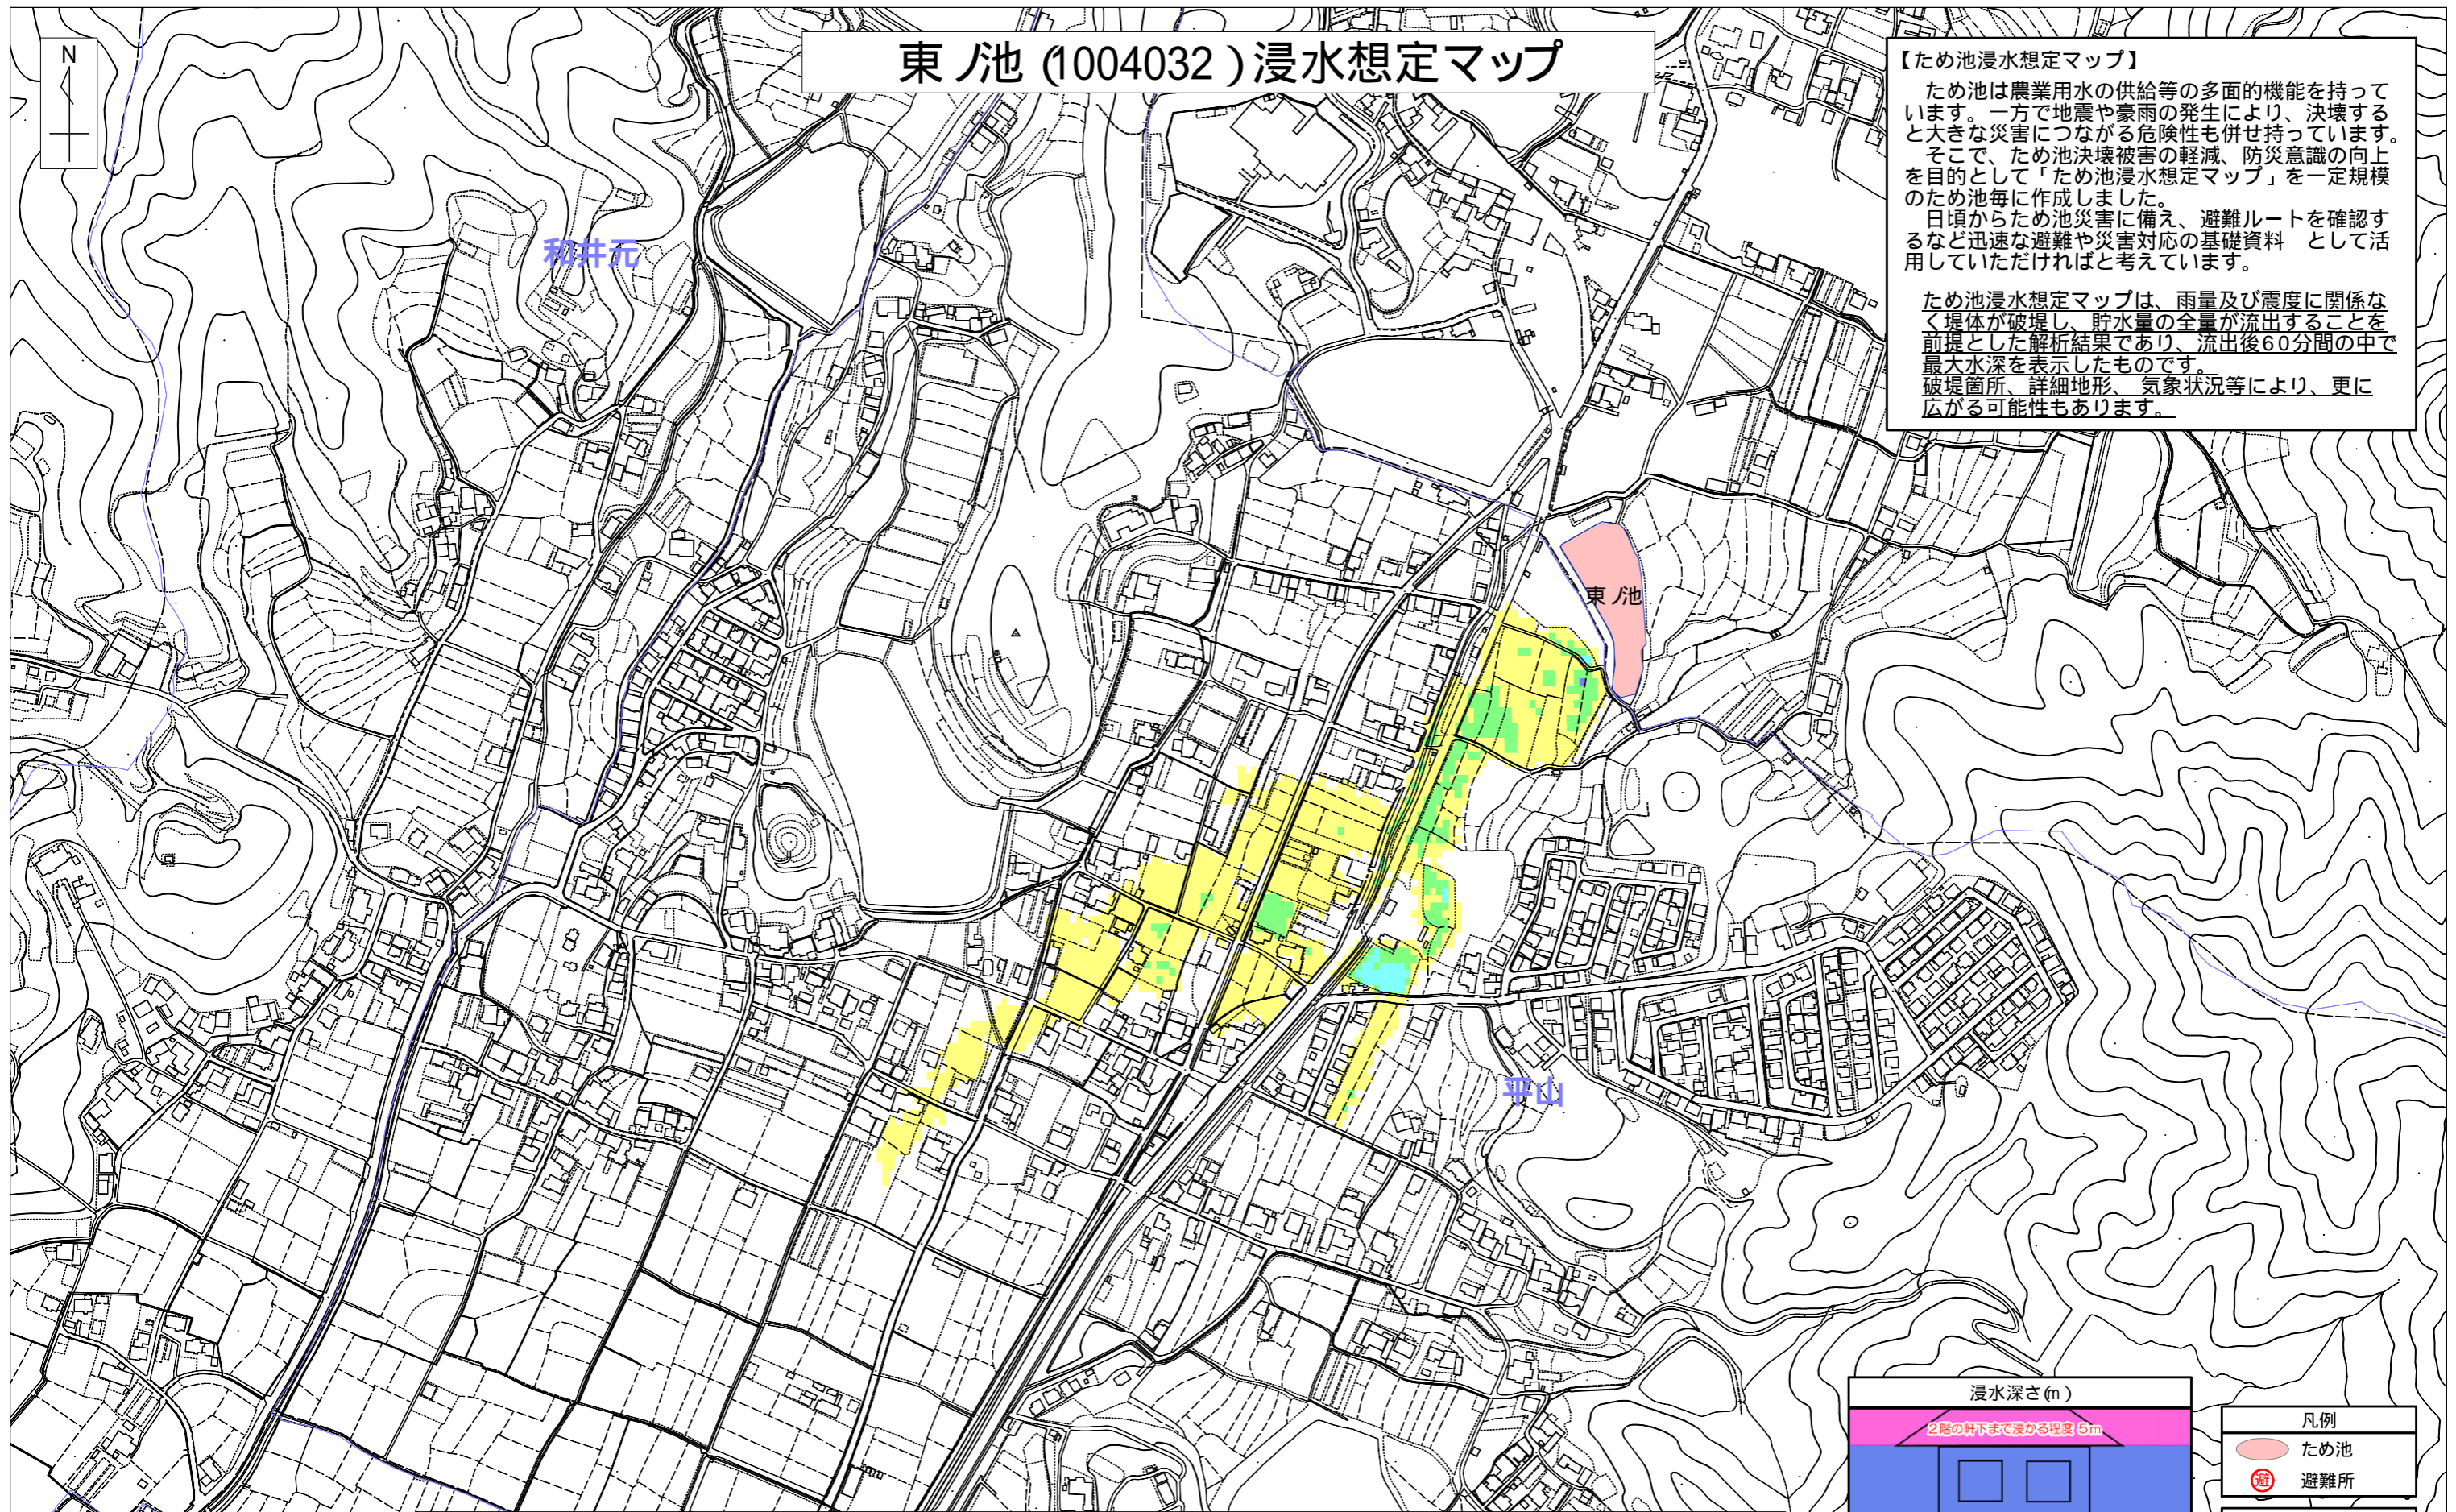 N
東ノ池(1004032)浸水想定マップ
【ため池浸水想定マップ】
ため池は農業用水の供給等の多面的機能を持って
います。一方で地震や豪雨の発生により、決壊する
と大きな災害につながる危険性も併せ持っています。
そこで、ため池決壊被害の軽減、防災意識の向上
を目的として「ため池浸水想定マップ」を一定規模
のため池毎に作成しました。
日頃からため池災害に備え、避難ルートを確認す
るなど迅速な避難や災害対応の基礎資料 として活
用していただければと考えています。
ため池浸水想定マップは、雨量及び震度に関係な
く堤体が破堤し、貯水量の全量が流出することを
前提とした解析結果であり、流出後60分間の中で
最大水深を表示したものです。
破堤箇所、詳細地形、気象状況等により、更に
広がる可能性もあります。
和井元
東ノ池
平山
浸水深さ(m)
2階の軒下まで浸かる程度 5m
凡例
ため池
避 避難所